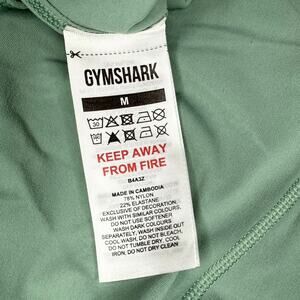 GYMSHARK
M
30
KEEP AWAY
FROM FIRE
B4A3Z
MADE IN CAMBODIA
78% NYLON
22% ELASTANE
EXCLUSIVE OF DECORATION.
WASH WITH SIMILAR COLOURS,
DO NOT USE SOFTENER
WASH DARK COLOURS
SEPARATELY, WASH INSIDE OUT
COOL WASH, DO NOT BLEACH,
DO NOT TUMBLE DRY, COOL
IRON, DO NOT DRY CLEAN